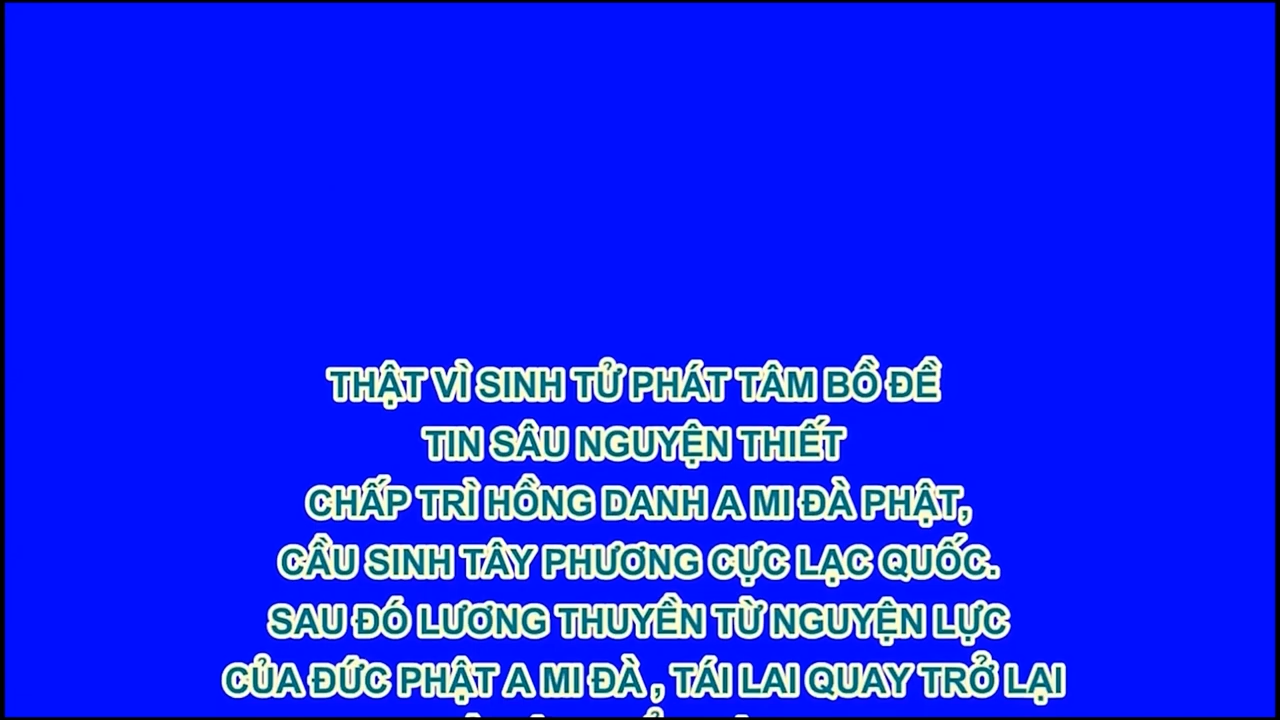 THẬT VÌ SINH TỬ PHÁT TÂM BỒ ĐỀ
TIN SÂU NGUYỆN THIẾT
CHẤP TRÌ HỒNG DANH A MI ĐÀ PHẬT,
CẦU SINH TÂY PHƯƠNG CỰC LẠC QUỐC.
SAU ĐÓ LƯƠNG THUYỀN TỪ NGUYỆN LỰC
CỦA ĐỨC PHẬT A MI ĐÀ , TÁI LAI QUAY TRỞ LẠI